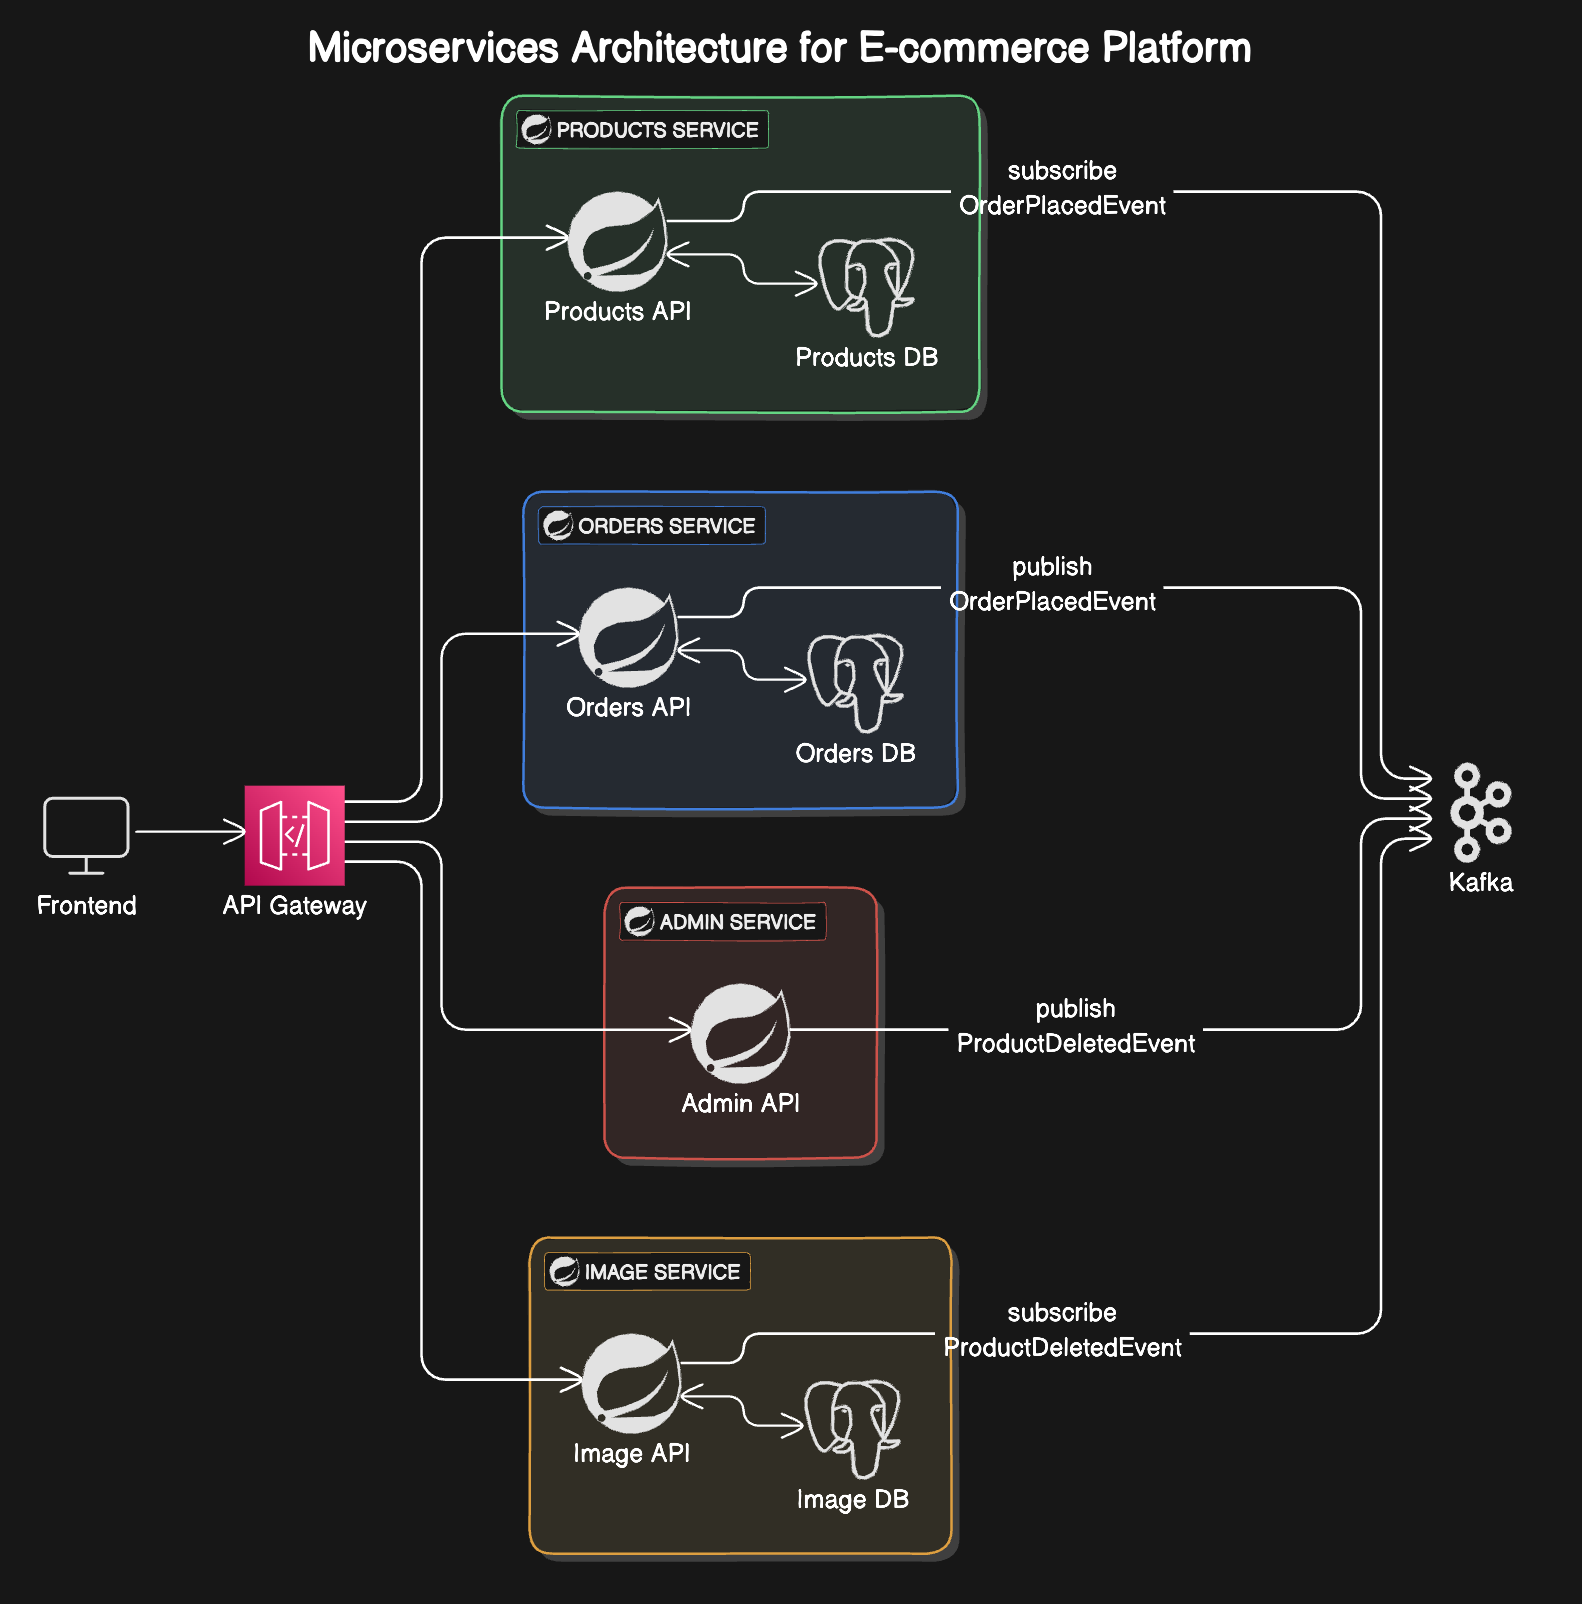 Microservices Architecture for E-commerce Platform
PRODUCTS SERVICE
subscribe
OrderPlacedEvent
Products API
Products DB
ORDERS SERVICE
publish
OrderPlacedEvent
Orders API
Orders DB
Frontend
API Gateway
Kafka
ADMIN SERVICE
publish
ProductDeletedEvent
Admin API
IMAGE SERVICE
subscribe
ProductDeletedEvent
Image API
Image DB